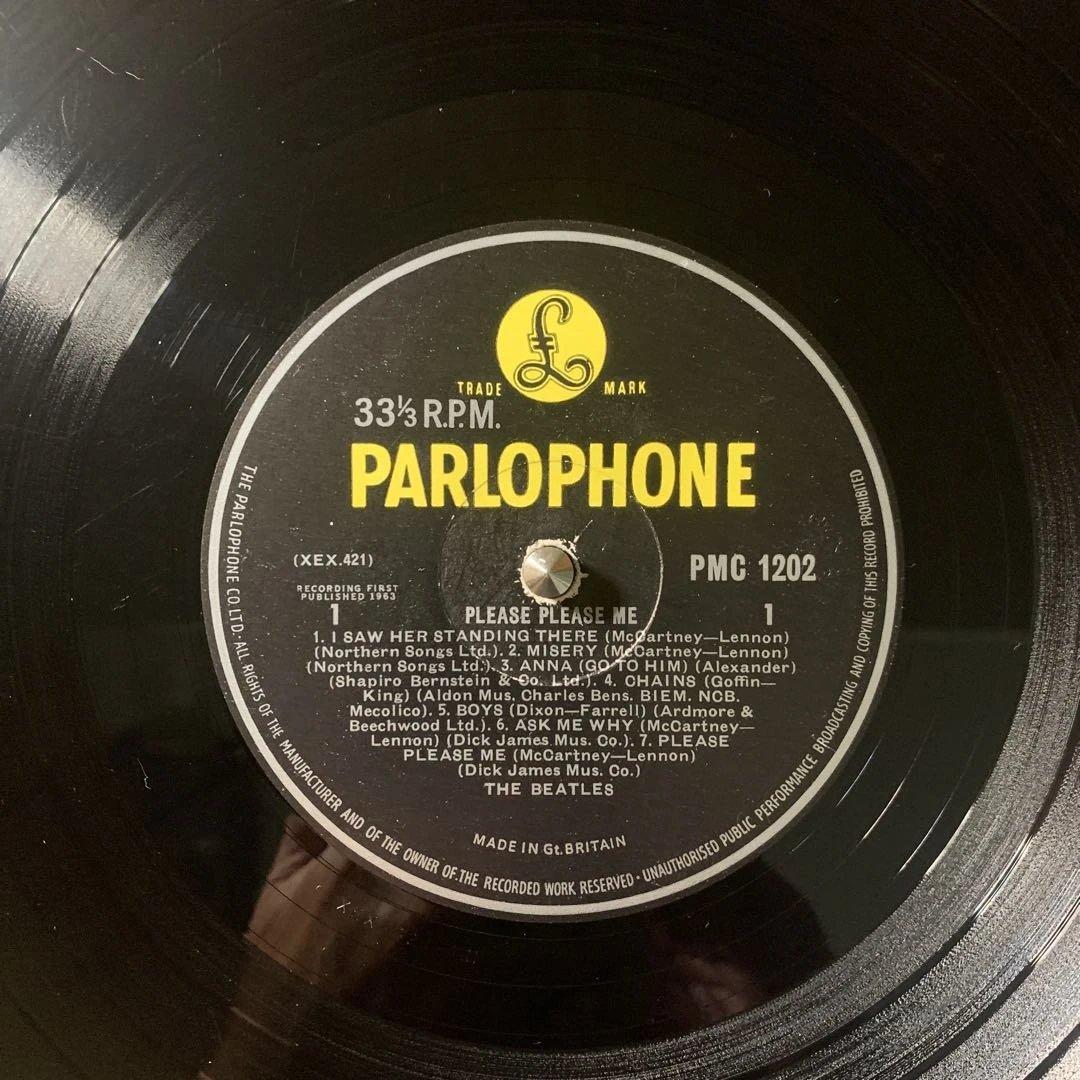 £
TRADE MARK
33⅓ R.P.M.
PARLOPHONE
(XEX.421)
PMC 1202
RECORDING FIRST
PUBLISHED 1963
1 PLEASE PLEASE ME 1
1. I SAW HER STANDING THERE (McCartney—Lennon)
(Northern Songs Ltd.). 2. MISERY (McCartney—Lennon)
(Northern Songs Ltd.). 3. ANNA (GO TO HIM) (Alexander)
(Shapiro Bernstein & Co. Ltd.). 4. CHAINS (Goffin—
King) (Aldon Mus. Charles Bens. BIEM. NCB.
Mecolico). 5. BOYS (Dixon—Farrell) (Ardmore &
Beechwood Ltd.). 6. ASK ME WHY (McCartney—
Lennon) (Dick James Mus. Co.). 7. PLEASE
PLEASE ME (McCartney—Lennon)
(Dick James Mus. Co.)
THE BEATLES
MADE IN Gt. BRITAIN
THE PARLOPHONE CO. LTD. · ALL RIGHTS OF THE MANUFACTURER AND OF THE OWNER OF THE RECORDED WORK RESERVED · UNAUTHORISED PUBLIC PERFORMANCE BROADCASTING AND COPYING OF THIS RECORD PROHIBITED